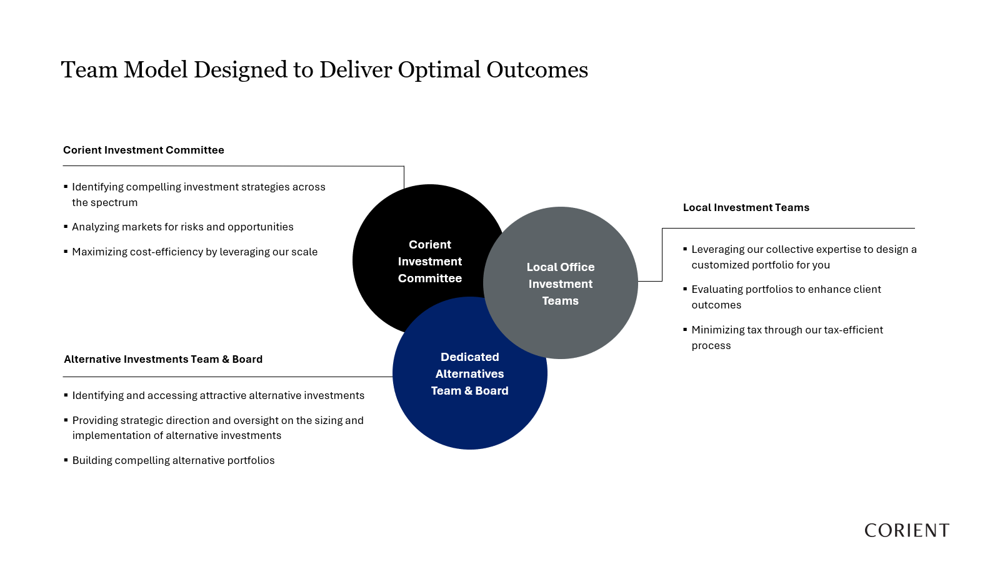 Team Model Designed to Deliver Optimal Outcomes
Corient Investment Committee
▪ Identifying compelling investment strategies across
the spectrum
▪ Analyzing markets for risks and opportunities
▪ Maximizing cost-efficiency by leveraging our scale
Corient
Investment
Committee
Local Office
Investment
Teams
Dedicated
Alternatives
Team & Board
Local Investment Teams
▪ Leveraging our collective expertise to design a
customized portfolio for you
▪ Evaluating portfolios to enhance client
outcomes
▪ Minimizing tax through our tax-efficient
process
Alternative Investments Team & Board
▪ Identifying and accessing attractive alternative investments
▪ Providing strategic direction and oversight on the sizing and
implementation of alternative investments
▪ Building compelling alternative portfolios
CORIENT